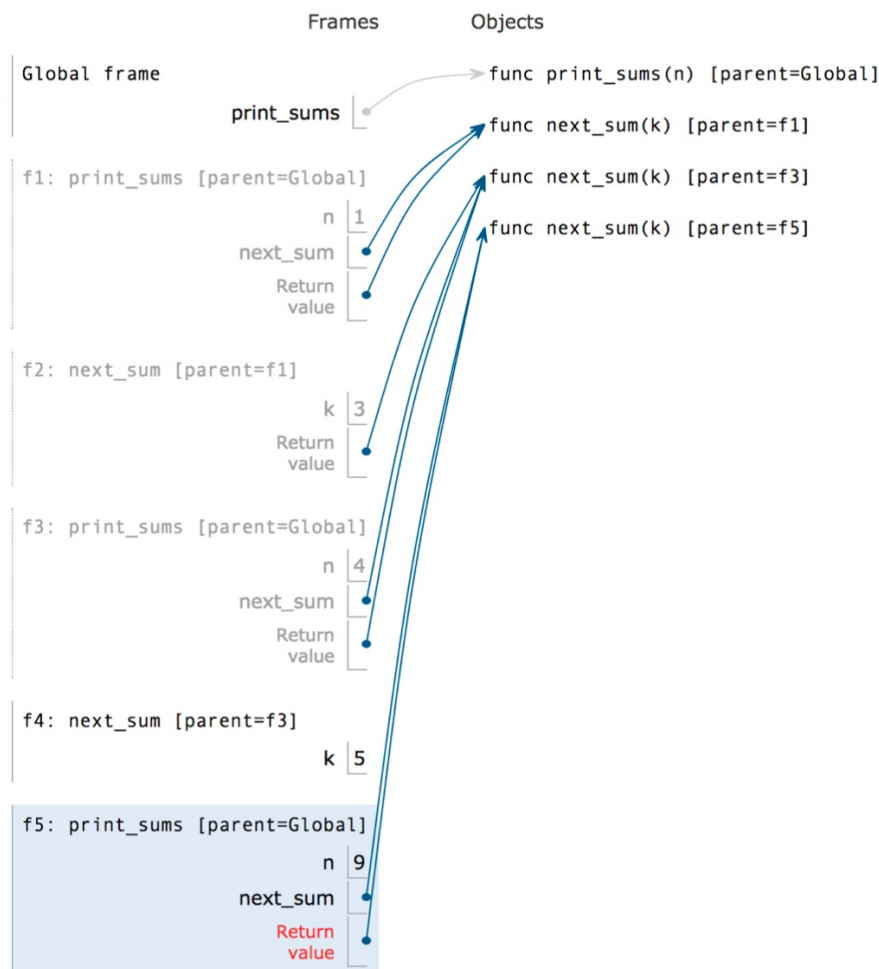 Frames Objects
Global frame
func print_sums(n) [parent=Global]
print_sums
func next_sum(k) [parent=f1]
f1: print_sums [parent=Global]
func next_sum(k) [parent=f3]
n 1
func next_sum(k) [parent=f5]
next_sum
Return
value
f2: next_sum [parent=f1]
k 3
Return
value
f3: print_sums [parent=Global]
n 4
next_sum
Return
value
f4: next_sum [parent=f3]
k 5
f5: print_sums [parent=Global]
n 9
next_sum
Return
value